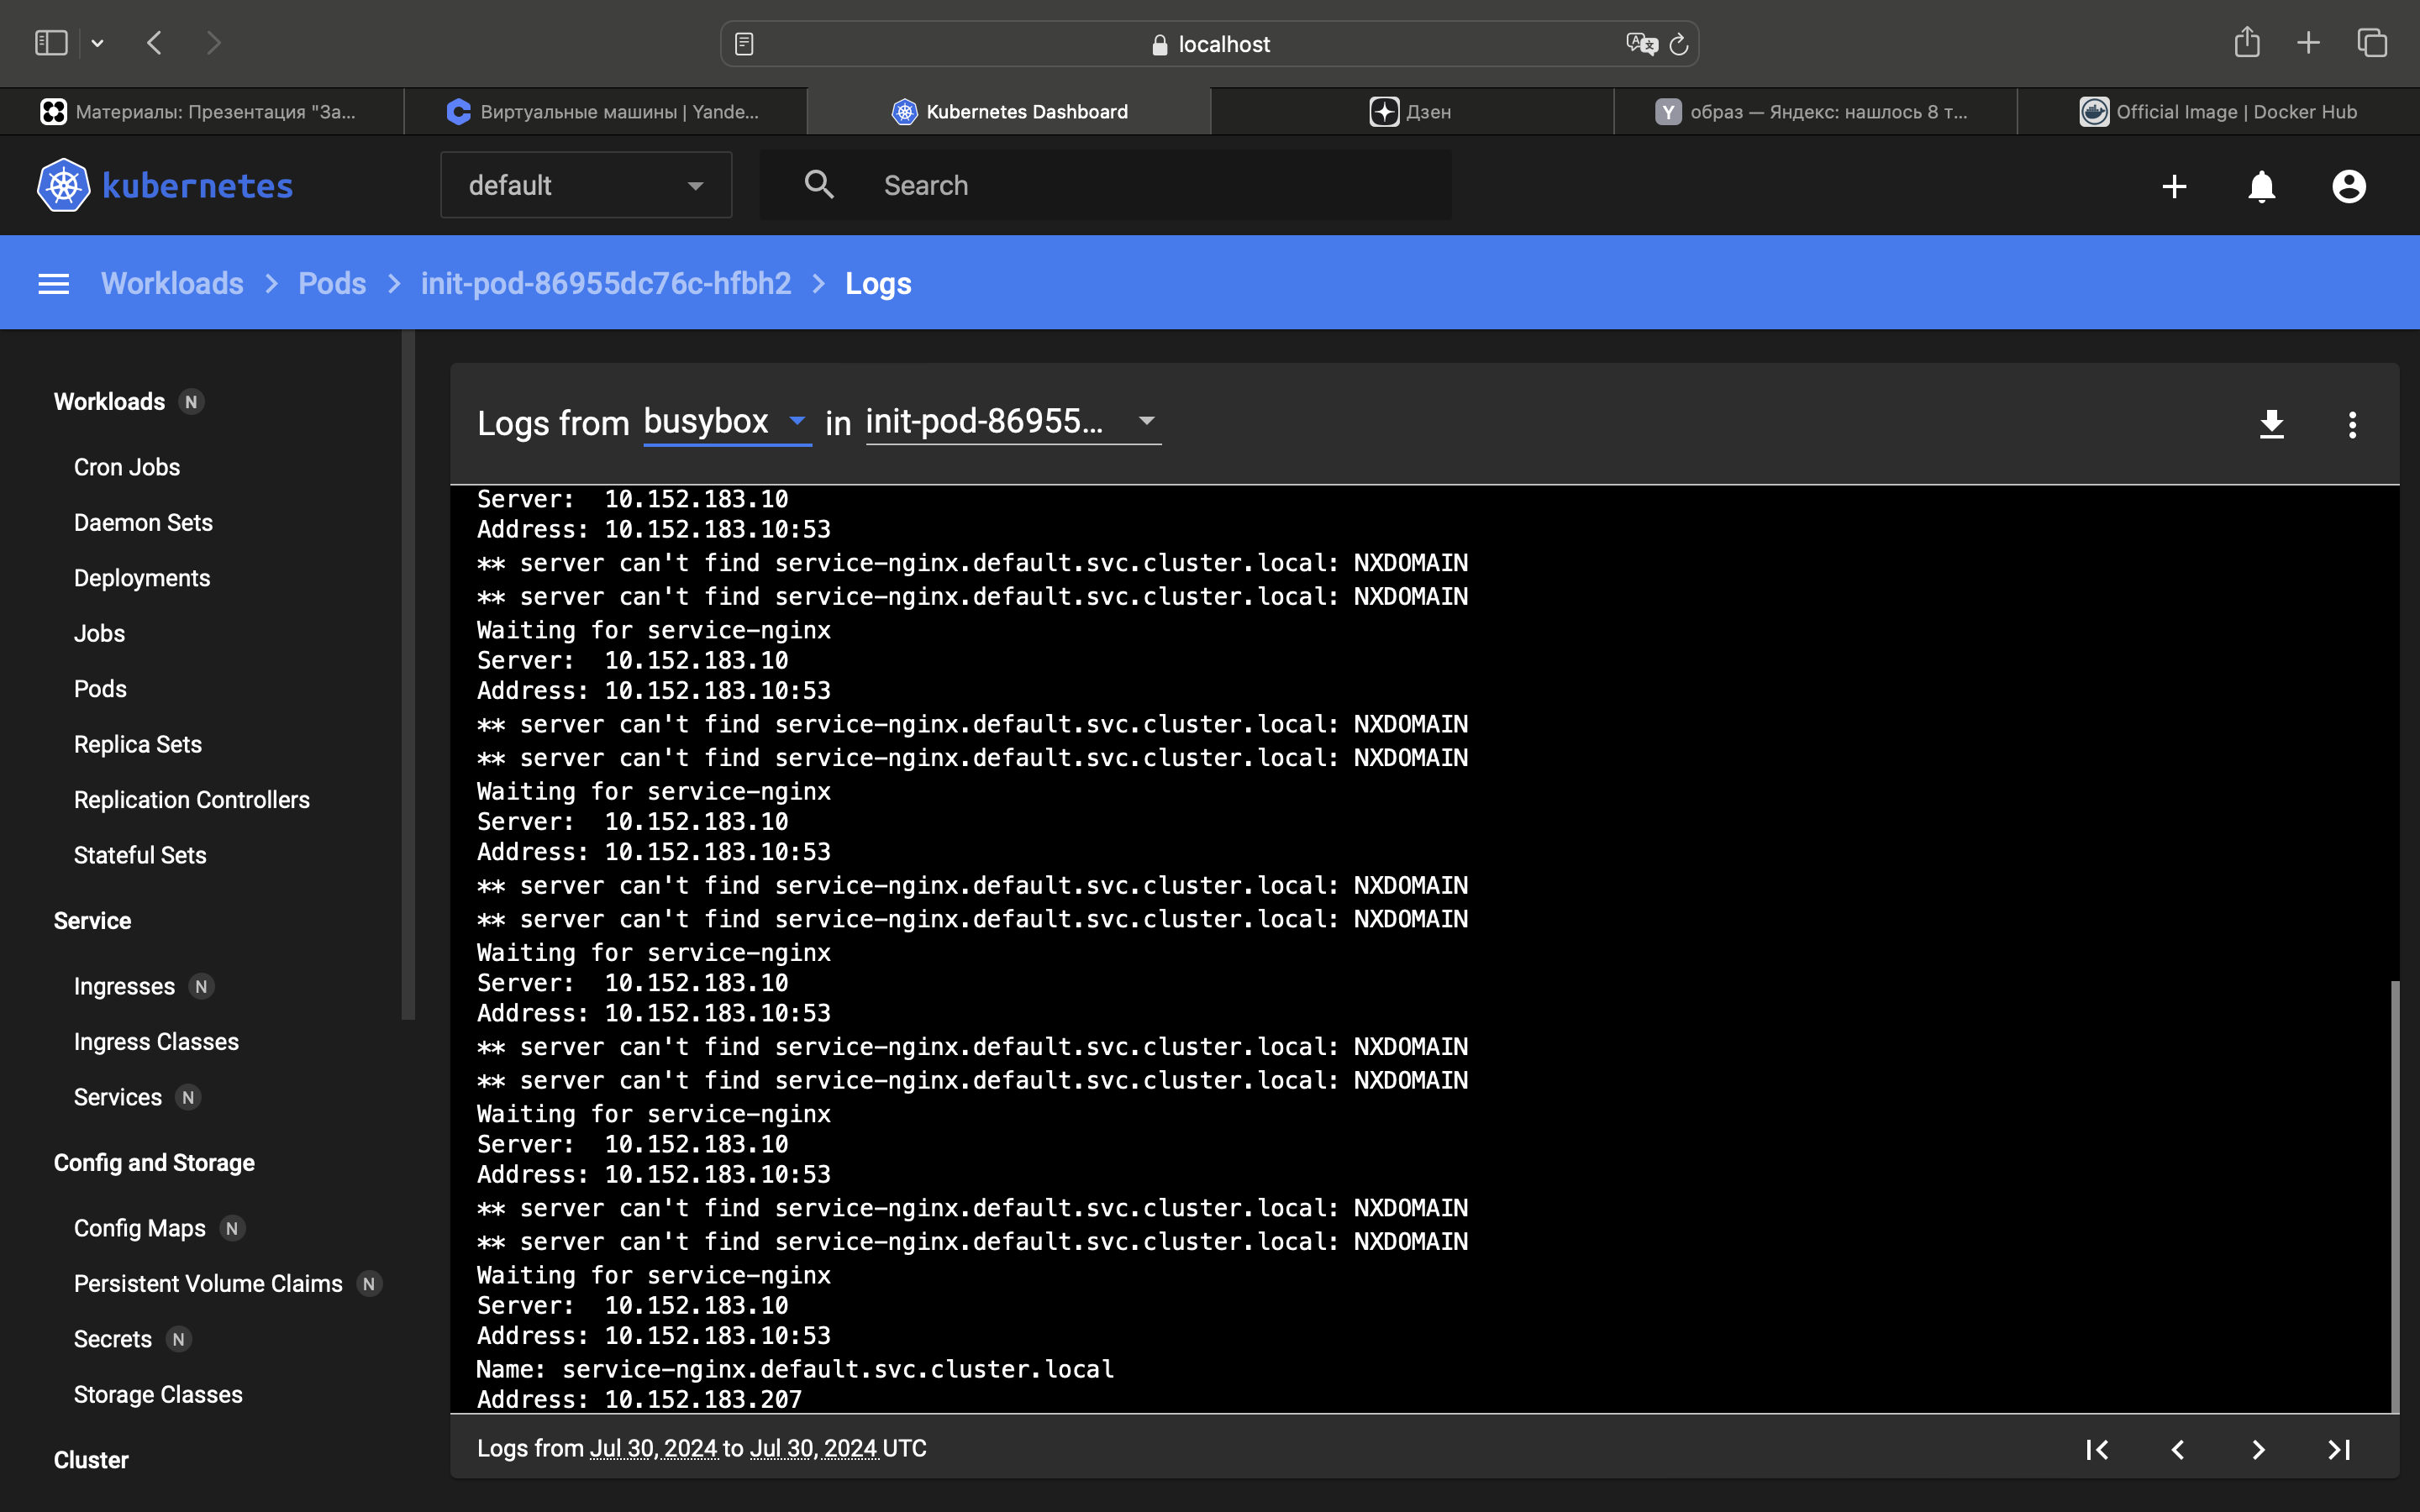 localhost
Материалы: Презентация "За...
Виртуальные машины | Yande...
Kubernetes Dashboard
Дзен
Y образ — Яндекс: нашлось 8 т...
Official Image | Docker Hub
kubernetes
default
Search
Workloads > Pods > init-pod-86955dc76c-hfbh2 > Logs
Workloads N
Cron Jobs
Daemon Sets
Deployments
Jobs
Pods
Replica Sets
Replication Controllers
Stateful Sets
Service
Ingresses N
Ingress Classes
Services N
Config and Storage
Config Maps N
Persistent Volume Claims N
Secrets N
Storage Classes
Cluster
Logs from busybox in init-pod-86955...
Server: 10.152.183.10
Address: 10.152.183.10:53
** server can't find service-nginx.default.svc.cluster.local: NXDOMAIN
** server can't find service-nginx.default.svc.cluster.local: NXDOMAIN
Waiting for service-nginx
Server: 10.152.183.10
Address: 10.152.183.10:53
** server can't find service-nginx.default.svc.cluster.local: NXDOMAIN
** server can't find service-nginx.default.svc.cluster.local: NXDOMAIN
Waiting for service-nginx
Server: 10.152.183.10
Address: 10.152.183.10:53
** server can't find service-nginx.default.svc.cluster.local: NXDOMAIN
** server can't find service-nginx.default.svc.cluster.local: NXDOMAIN
Waiting for service-nginx
Server: 10.152.183.10
Address: 10.152.183.10:53
** server can't find service-nginx.default.svc.cluster.local: NXDOMAIN
** server can't find service-nginx.default.svc.cluster.local: NXDOMAIN
Waiting for service-nginx
Server: 10.152.183.10
Address: 10.152.183.10:53
** server can't find service-nginx.default.svc.cluster.local: NXDOMAIN
** server can't find service-nginx.default.svc.cluster.local: NXDOMAIN
Waiting for service-nginx
Server: 10.152.183.10
Address: 10.152.183.10:53
Name: service-nginx.default.svc.cluster.local
Address: 10.152.183.207
Logs from Jul 30, 2024 to Jul 30, 2024 UTC